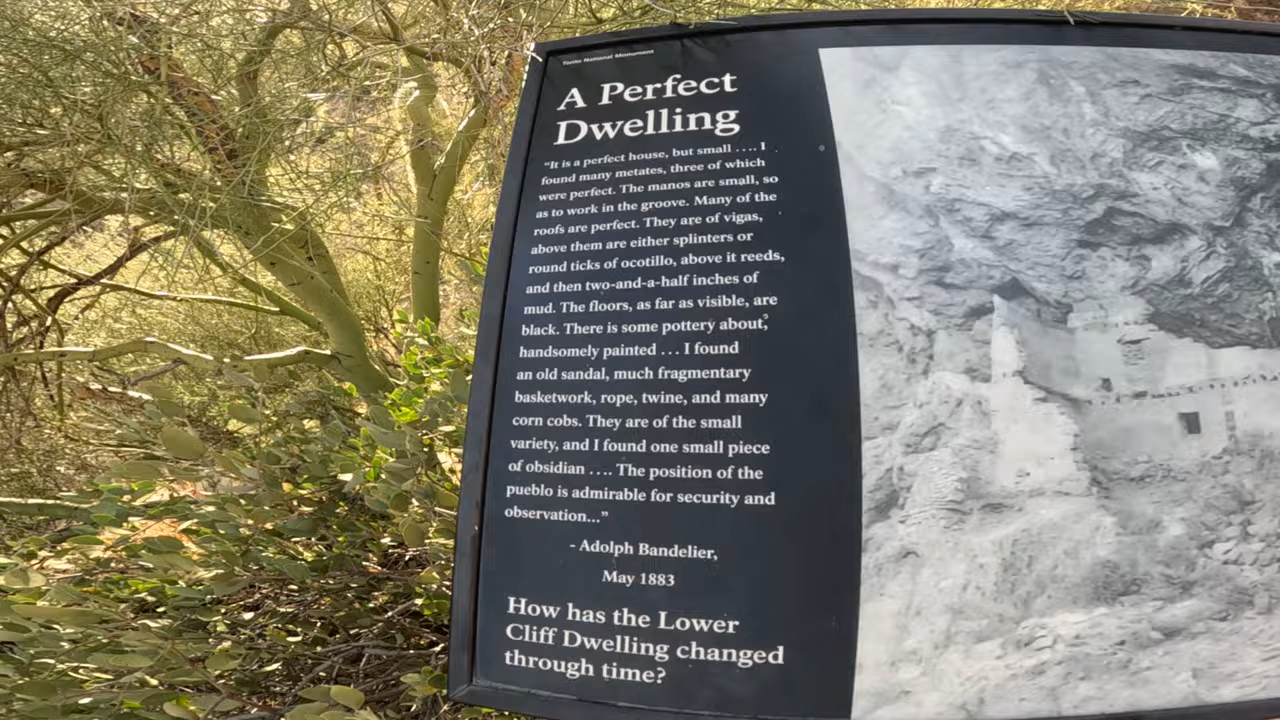 Tonto National Monument
A Perfect
Dwelling
"It is a perfect house, but small .... I
found many metates, three of which
were perfect. The manos are small, so
as to work in the groove. Many of the
roofs are perfect. They are of vigas,
above them are either splinters or
round ticks of ocotillo, above it reeds,
and then two-and-a-half inches of
mud. The floors, as far as visible, are
black. There is some pottery about,
handsomely painted ... I found
an old sandal, much fragmentary
basketwork, rope, twine, and many
corn cobs. They are of the small
variety, and I found one small piece
of obsidian .... The position of the
pueblo is admirable for security and
observation..."
- Adolph Bandelier,
May 1883
How has the Lower
Cliff Dwelling changed
through time?